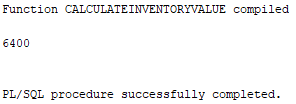 Function CALCULATEINVENTORYVALUE compiled
6400
PL/SQL procedure successfully completed.